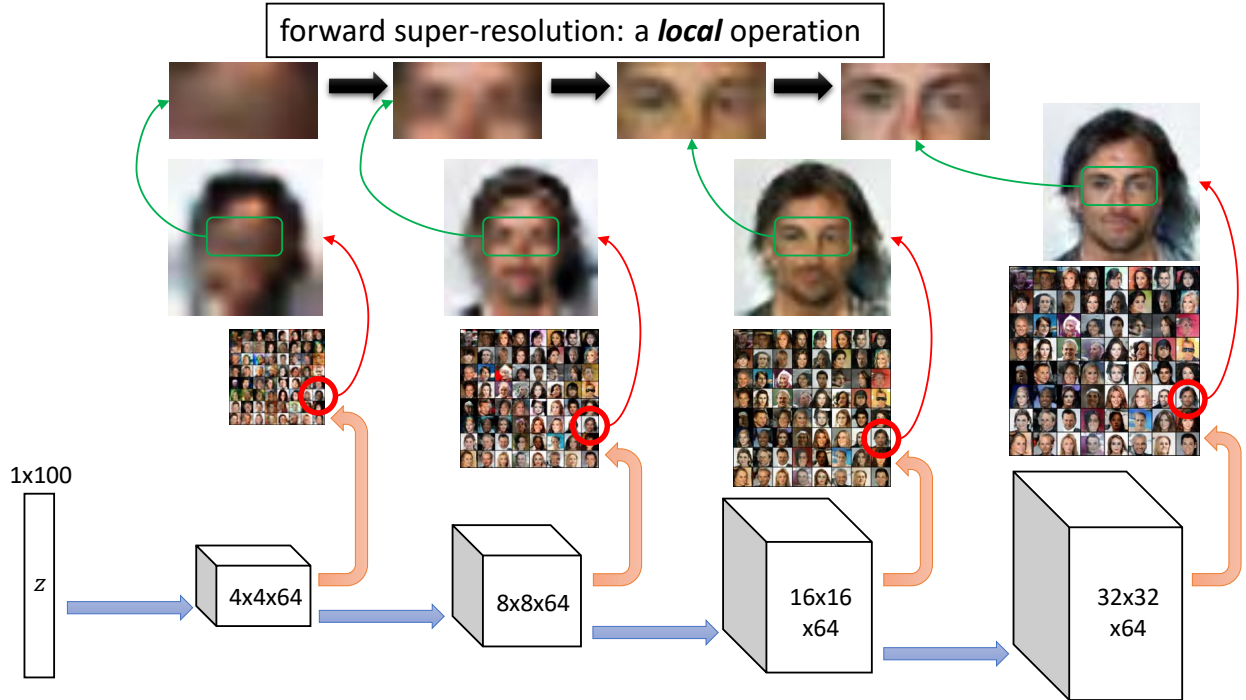 forward super-resolution: a local operation
1x100
z
4x4x64
8x8x64
16x16
x64
32x32
x64